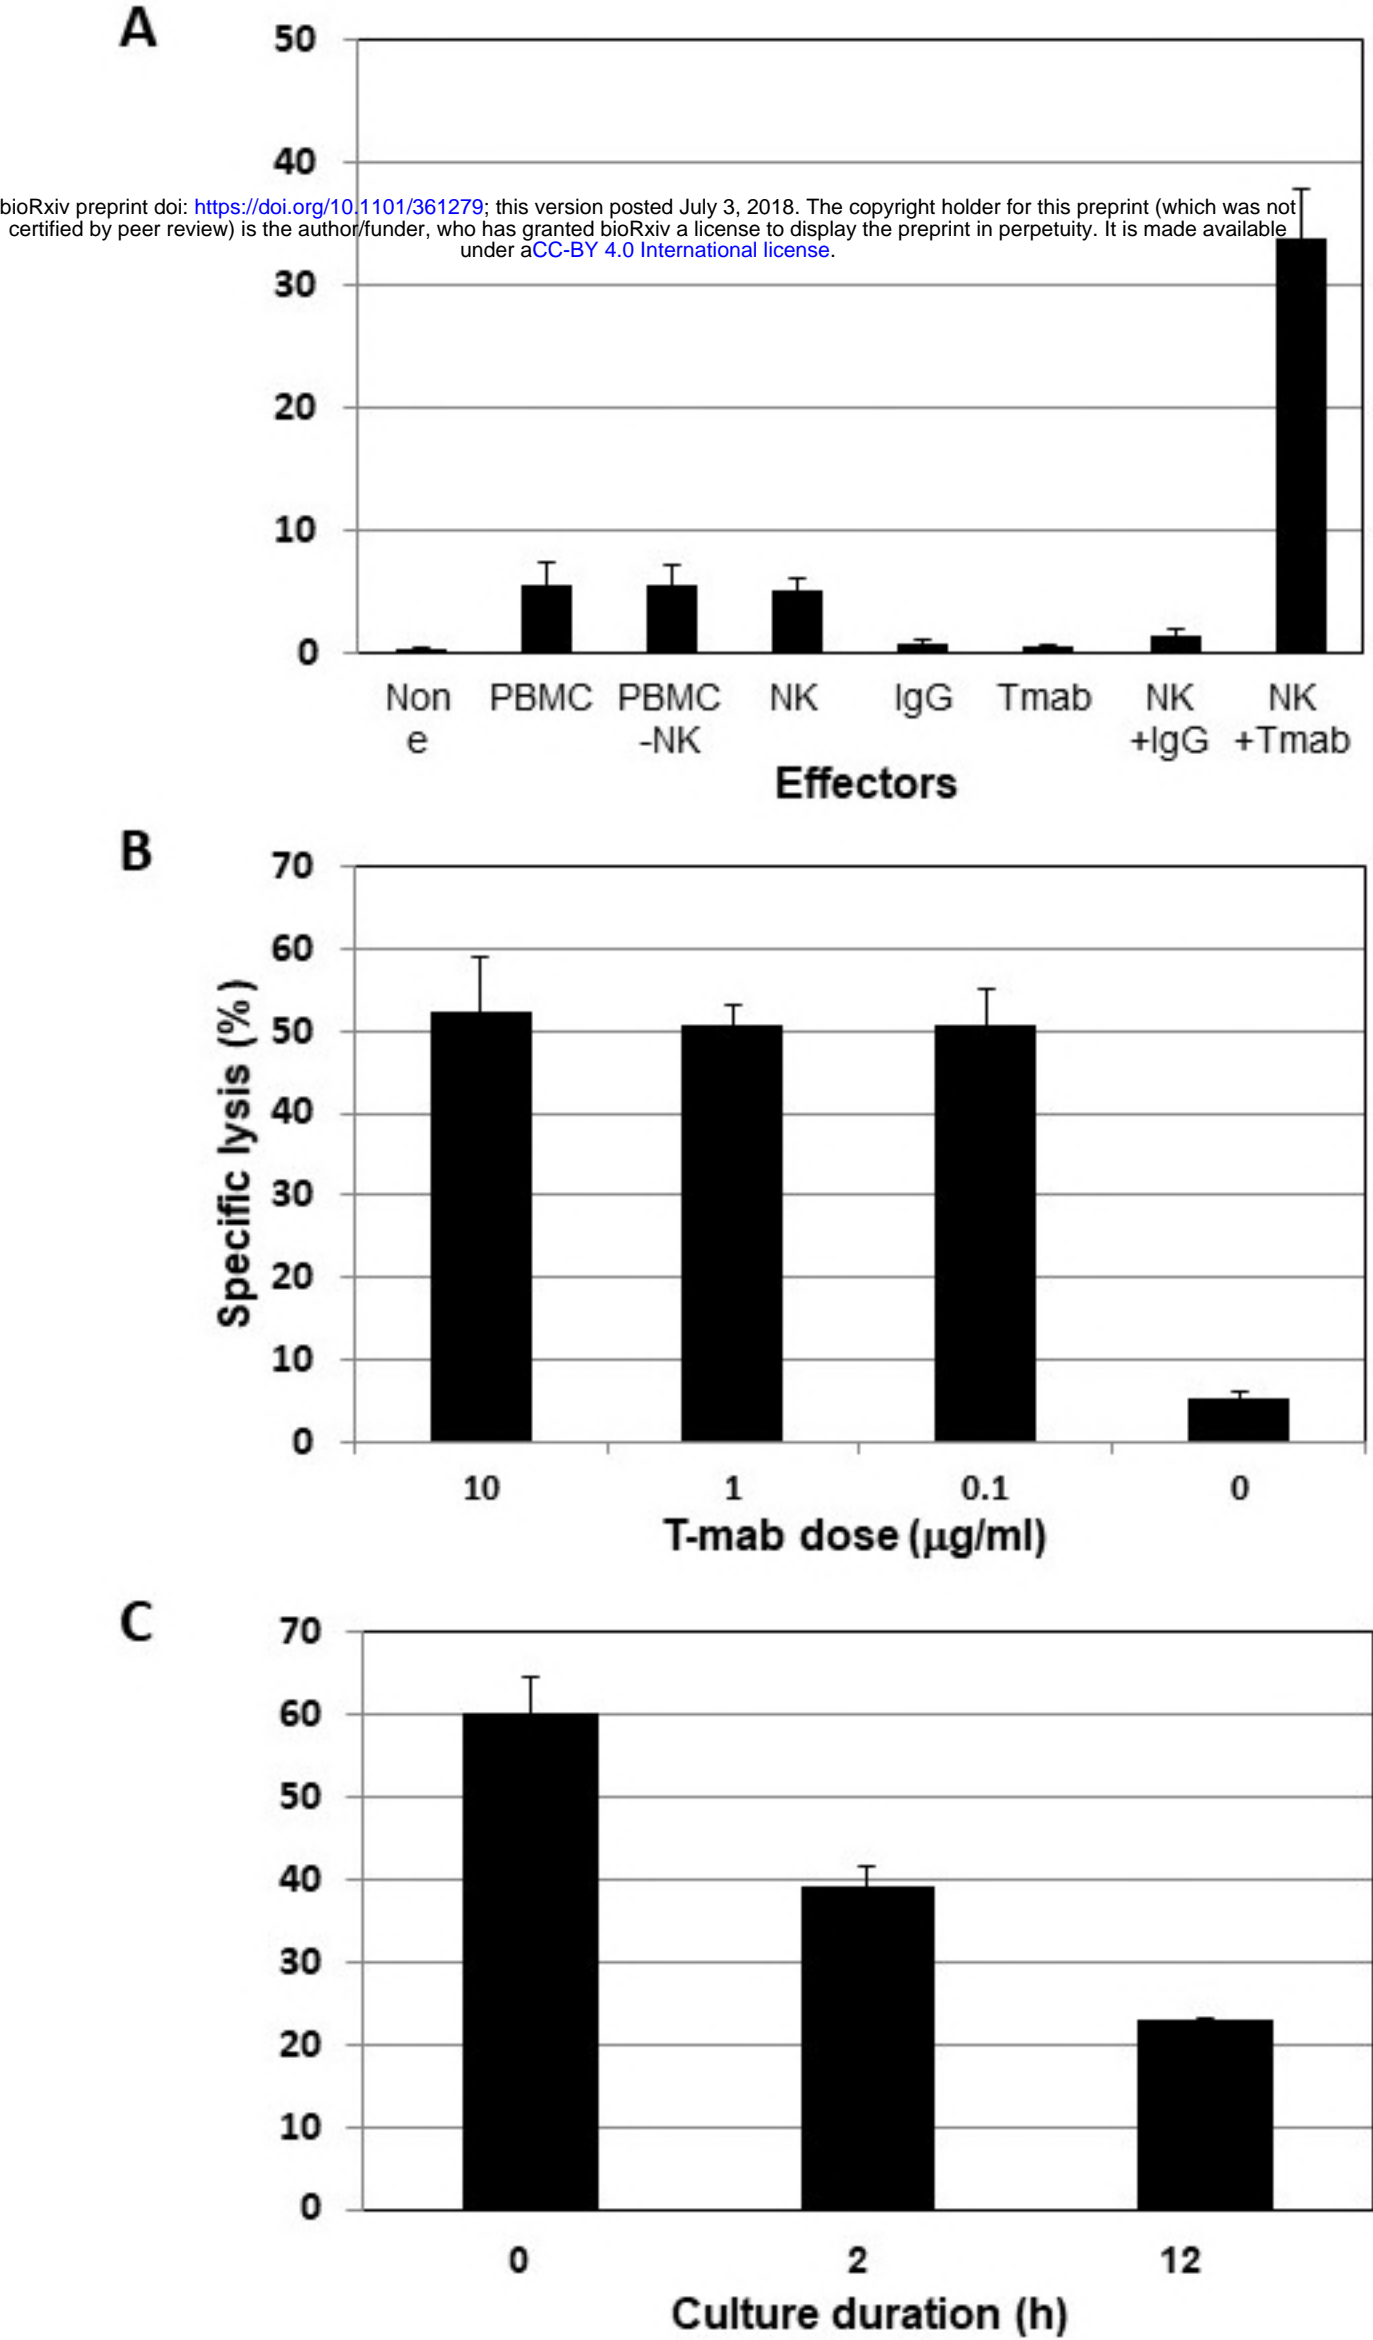 A
50
40
bioRxiv preprint doi: https://doi.org/10.1101/361279; this version posted July 3, 2018. The copyright holder for this preprint (which was not
certified by peer review) is the author/funder, who has granted bioRxiv a license to display the preprint in perpetuity. It is made available
under aCC-BY 4.0 International license.
30
20
10
0
Non PBMC PBMC NK IgG Tmab NK NK
e -NK +IgG +Tmab
Effectors
B
70
60
50
40
30
20
10
0
Specific lysis (%)
10 1 0.1 0
T-mab dose (μg/ml)
C
70
60
50
40
30
20
10
0
0 2 12
Culture duration (h)